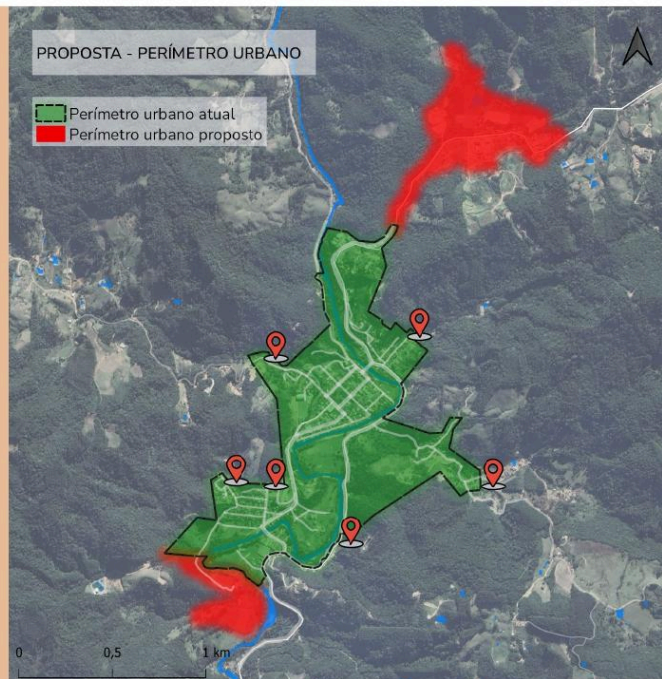 PROPOSTA - PERÍMETRO URBANO
Perímetro urbano atual
Perímetro urbano proposto
0 0,5 1 km